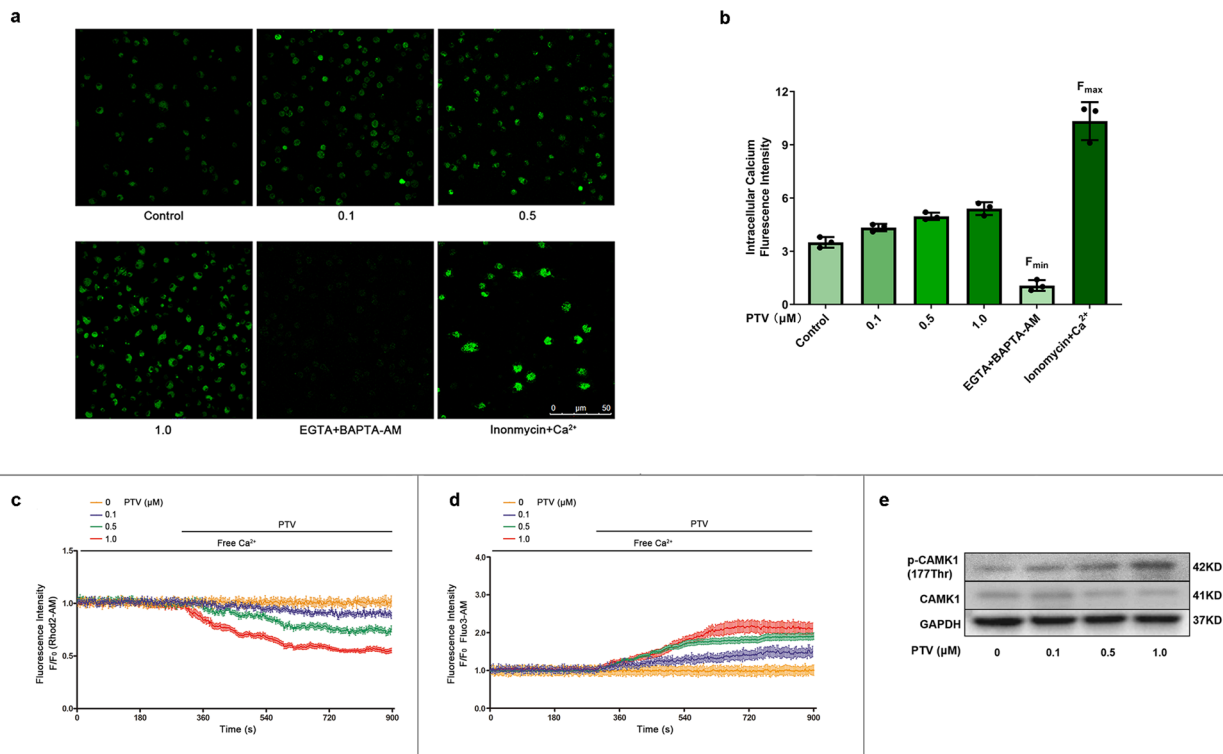 a
Control
0.1
0.5
1.0
EGTA+BAPTA-AM
0 μm 50
Inonmycin+Ca²⁺
b
Intracellular Calcium
Flurescence Intensity
12
9
6
3
0
Fmin
Fmax
PTV (μM)
Control
0.1
0.5
1.0
EGTA+BAPTA-AM
Ionomycin+Ca²⁺
c
0 PTV (μM)
0.1
0.5
1.0
PTV
Free Ca²⁺
Fluorescence Intensity
F/F₀ (Rhod2-AM)
1.5
1.0
0.5
0.0
0 180 360 540 720 900
Time (s)
d
0 PTV (μM)
0.1
0.5
1.0
PTV
Free Ca²⁺
Fluorescence Intensity
F/F₀ Fluo3-AM
4.0
3.0
2.0
1.0
0.0
0 180 360 540 720 900
Time (s)
e
p-CAMK1 42KD
(177Thr)
CAMK1 41KD
GAPDH 37KD
PTV (μM) 0 0.1 0.5 1.0